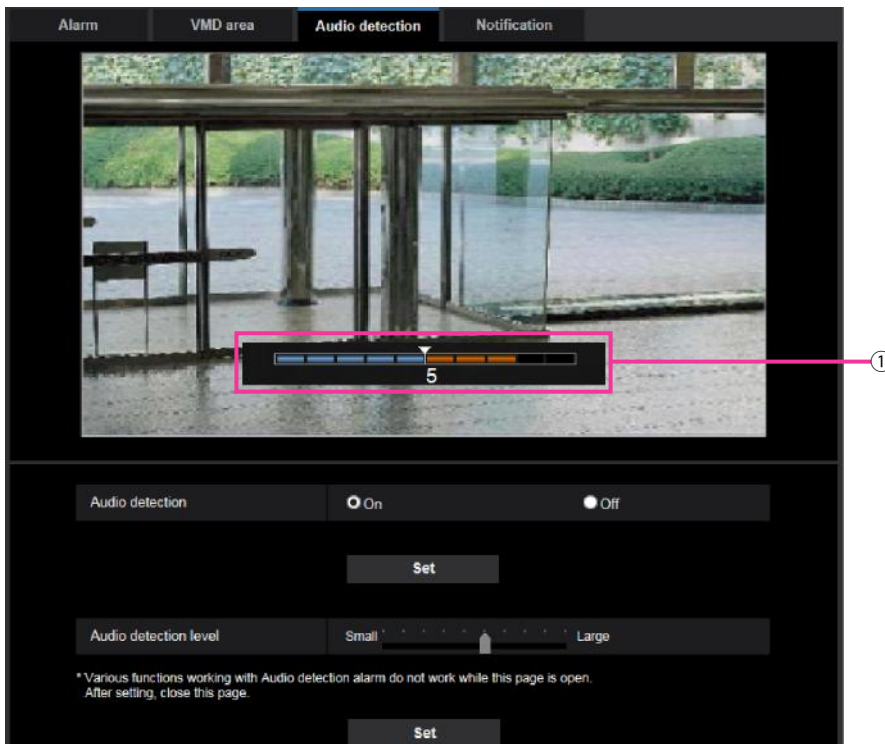 Alarm VMD area Audio detection Notification
5
①
Audio detection On Off
Set
Audio detection level Small Large
* Various functions working with Audio detection alarm do not work while this page is open.
After setting, close this page.
Set